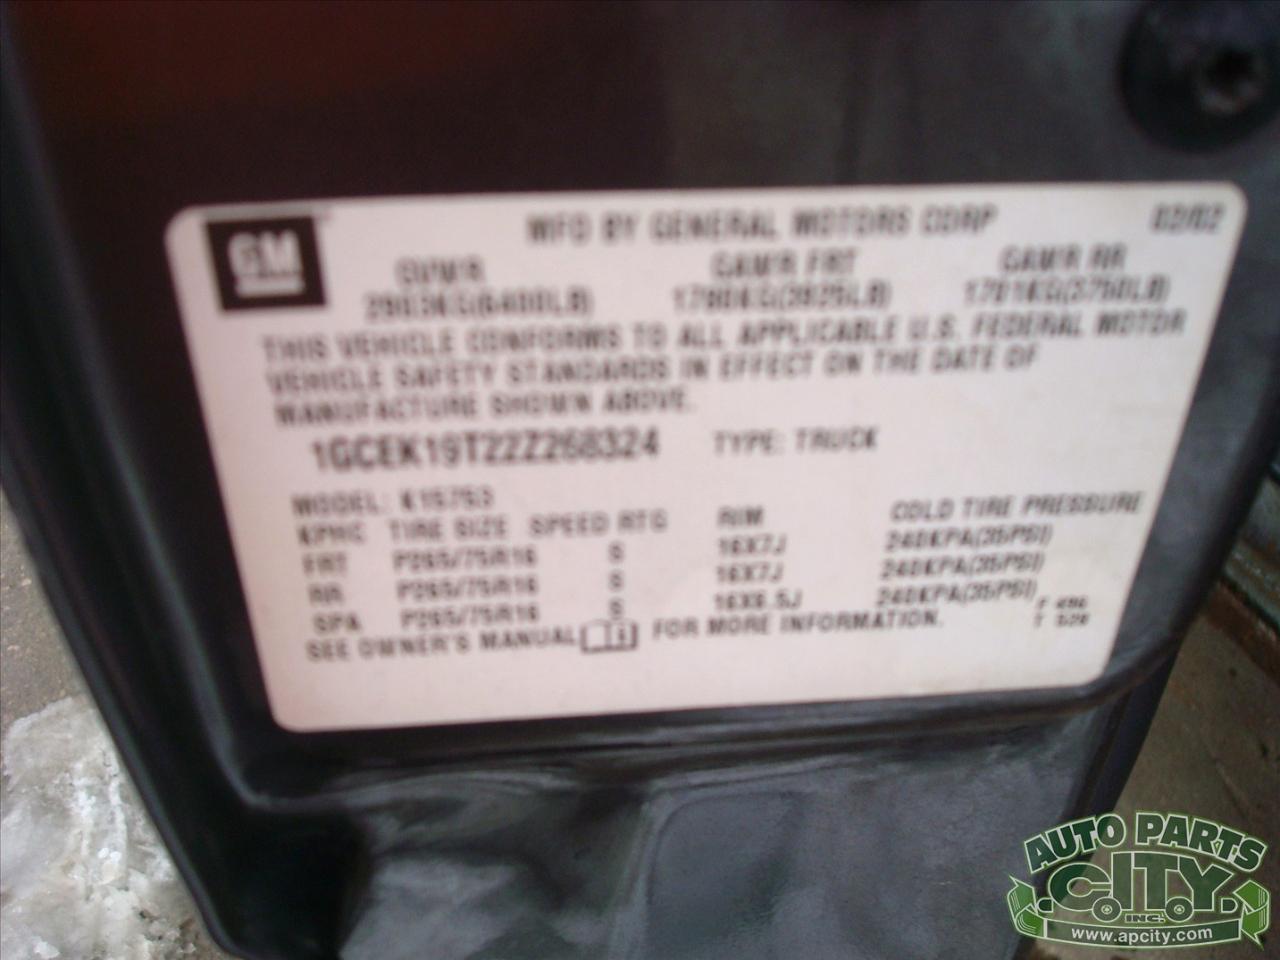 GM
MFD BY GENERAL MOTORS CORP 02/02
GVWR GAWR FRT GAWR RR
2903KG(6400LB) 1780KG(3925LB) 1701KG(3750LB)
THIS VEHICLE CONFORMS TO ALL APPLICABLE U.S. FEDERAL MOTOR
VEHICLE SAFETY STANDARDS IN EFFECT ON THE DATE OF
MANUFACTURE SHOWN ABOVE.
1GCEK19T22Z268324 TYPE: TRUCK
MODEL: K15753
TIRE SIZE SPEED RTG RIM COLD TIRE PRESSURE
FRT P265/75R16 S 16X7J 240KPA(35PSI)
RR P265/75R16 S 16X7J 240KPA(35PSI)
SPA P265/75R16 S 16X6.5J 240KPA(35PSI)
SEE OWNER'S MANUAL FOR MORE INFORMATION.
AUTO PARTS
CITY
INC.
www.apcity.com